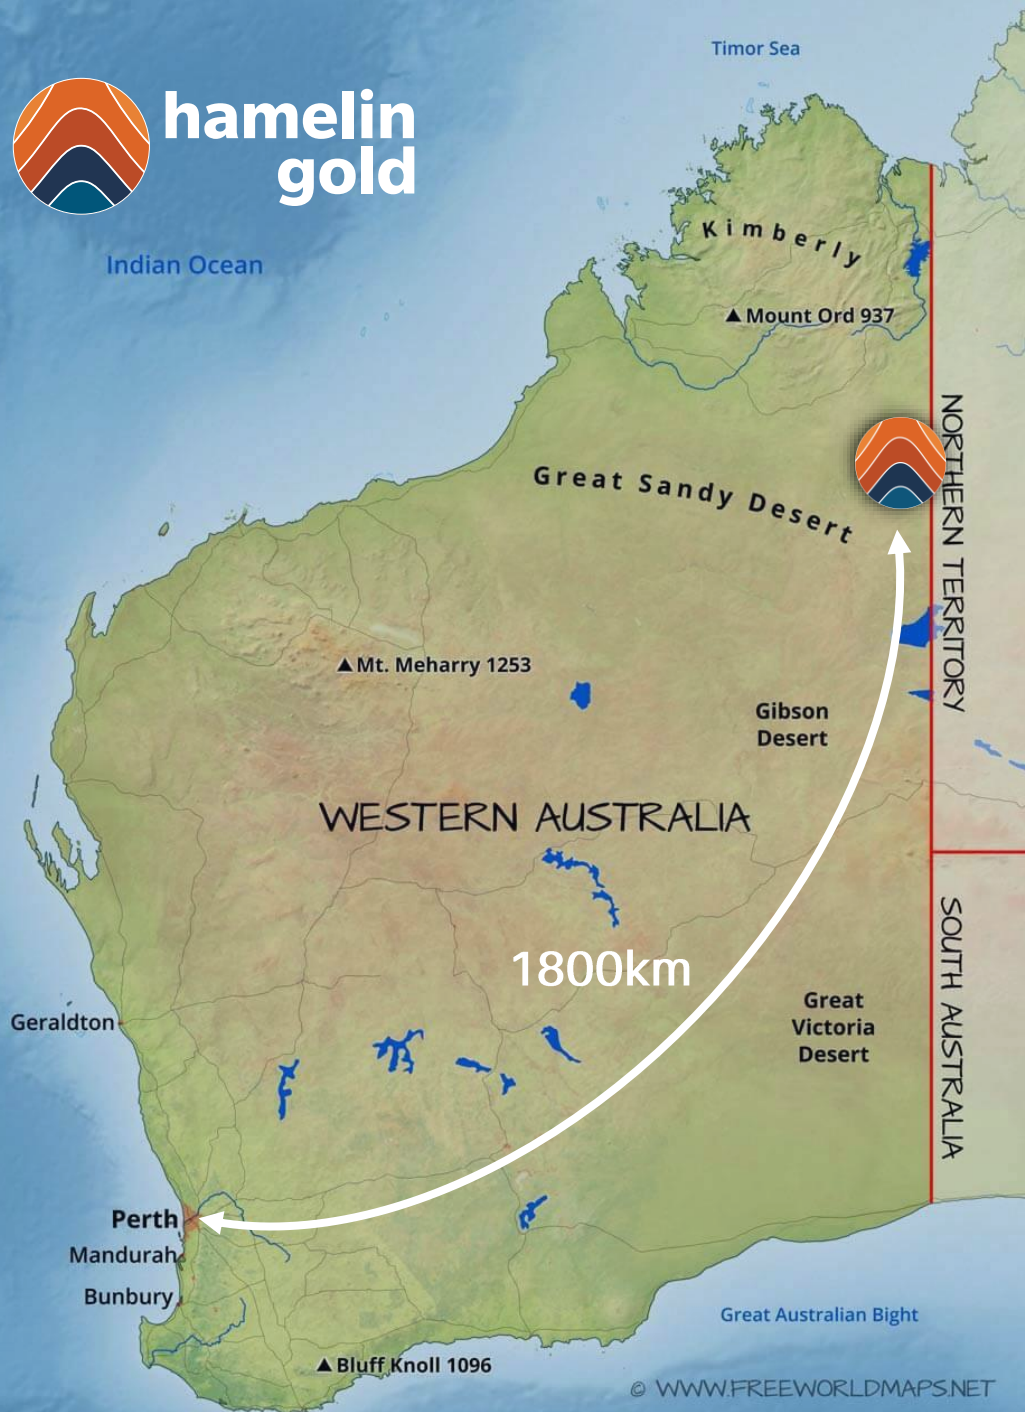 Timor Sea
hamelin
gold
Kimberly
Indian Ocean
Mount Ord 937
NORTHERN TERRITORY
Great Sandy Desert
Mt. Meharry 1253
Gibson
Desert
WESTERN AUSTRALIA
SOUTH AUSTRALIA
1800km
Great
Victoria
Desert
Geraldton
Perth
Mandurah
Bunbury
Great Australian Bight
Bluff Knoll 1096
© WWW.FREEWORLDMAPS.NET